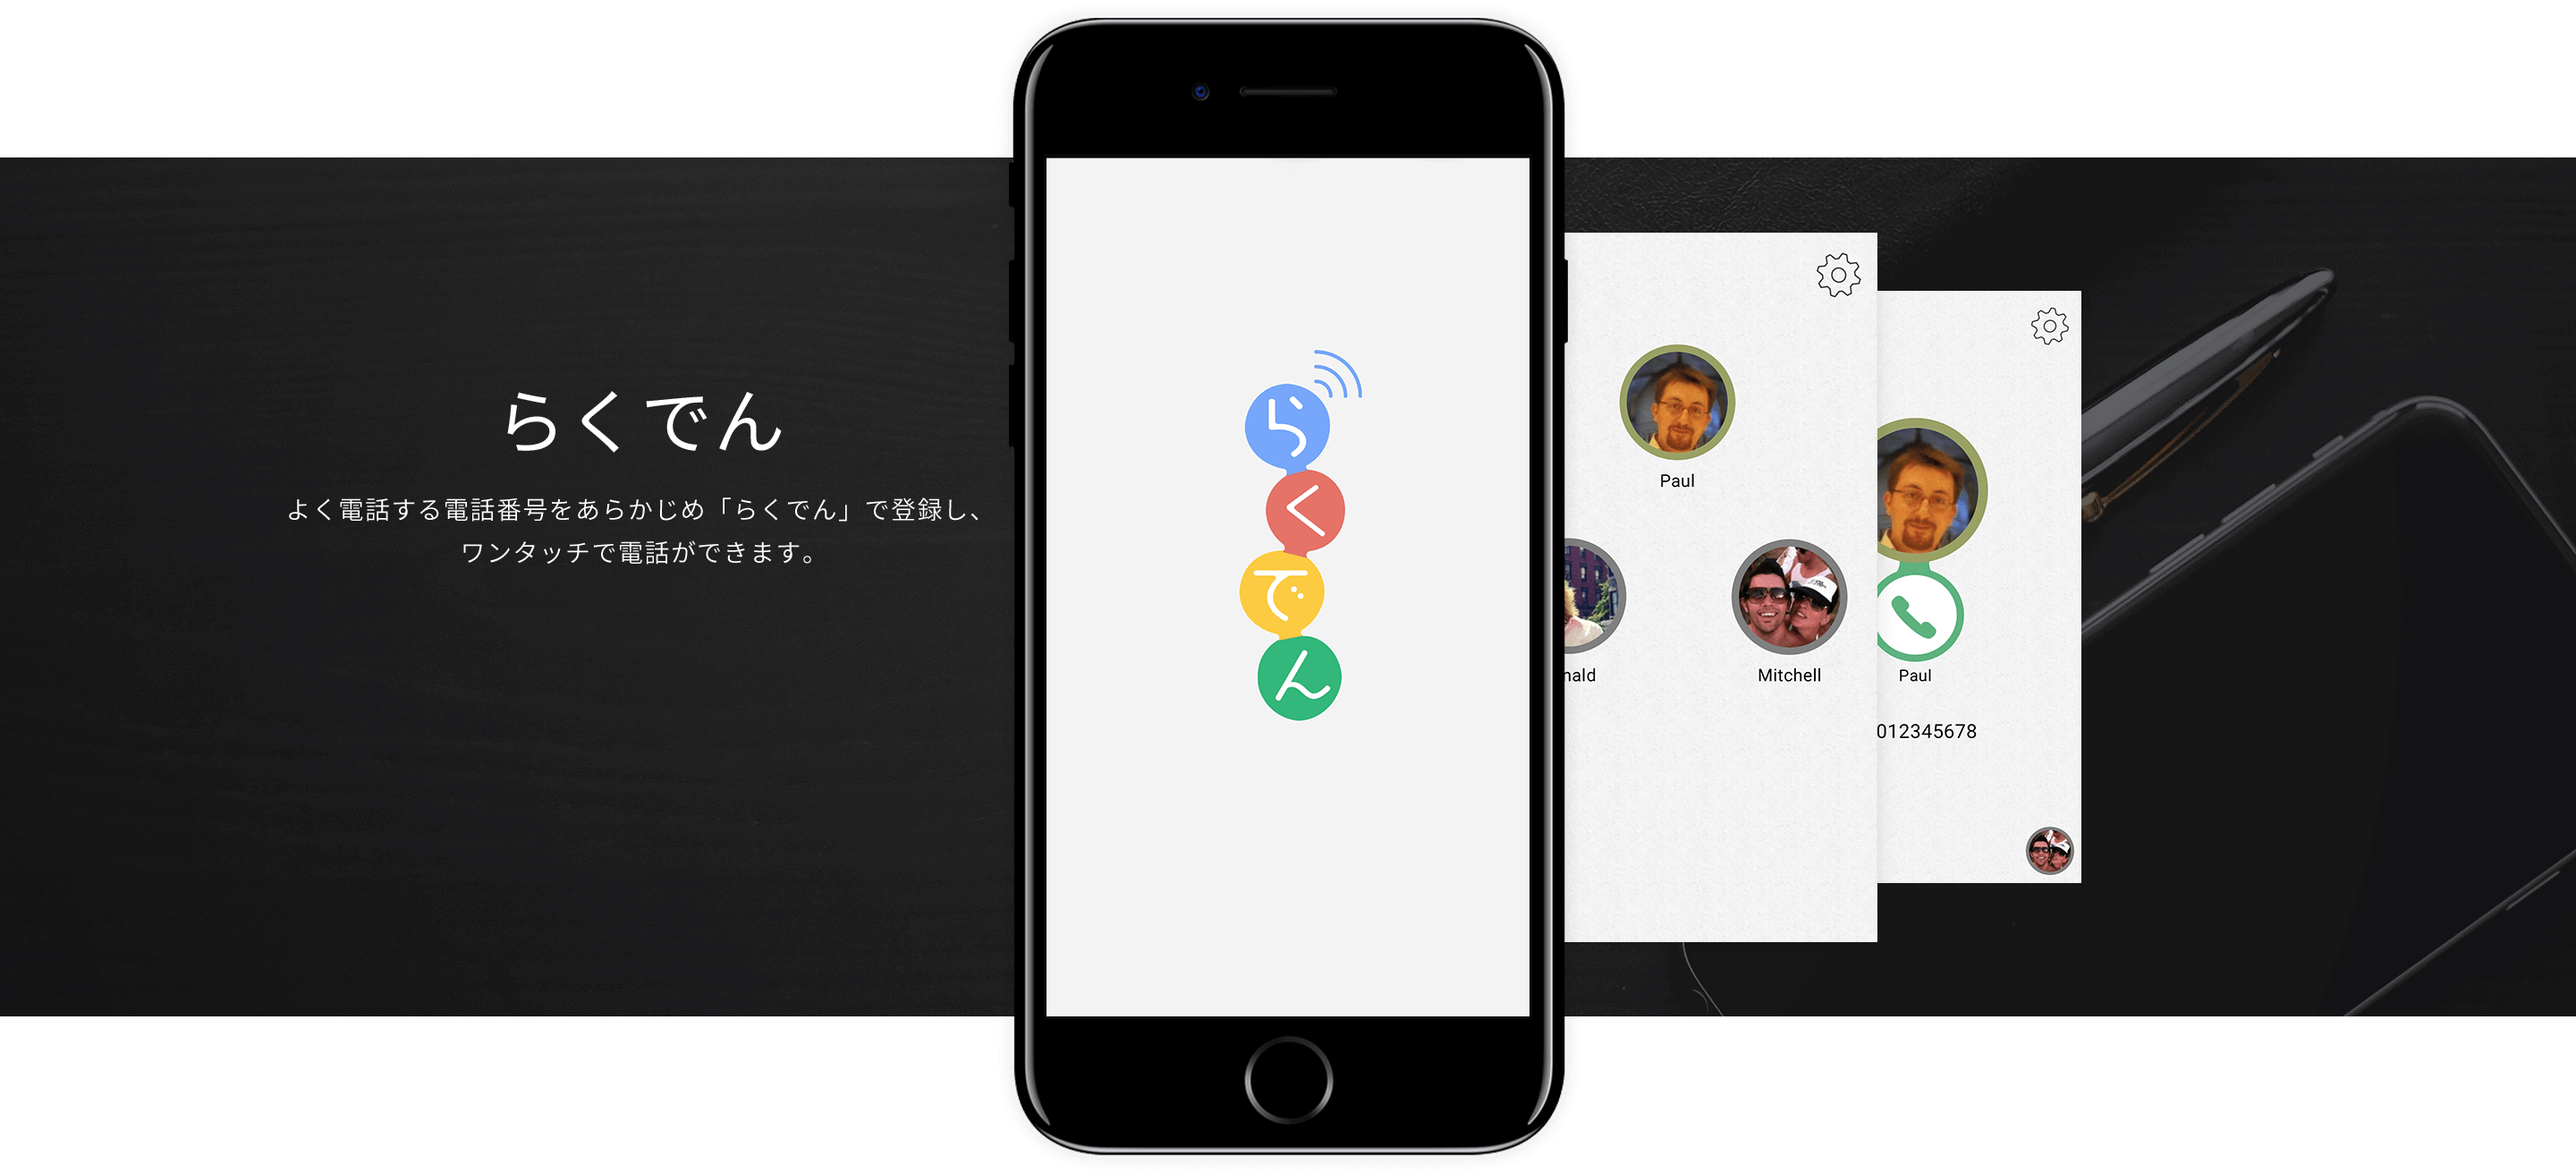 らくでん
よく電話する電話番号をあらかじめ「らくでん」で登録し、
ワンタッチで電話ができます。
ら
く
で
ん
Paul
nald
Mitchell
Paul
012345678